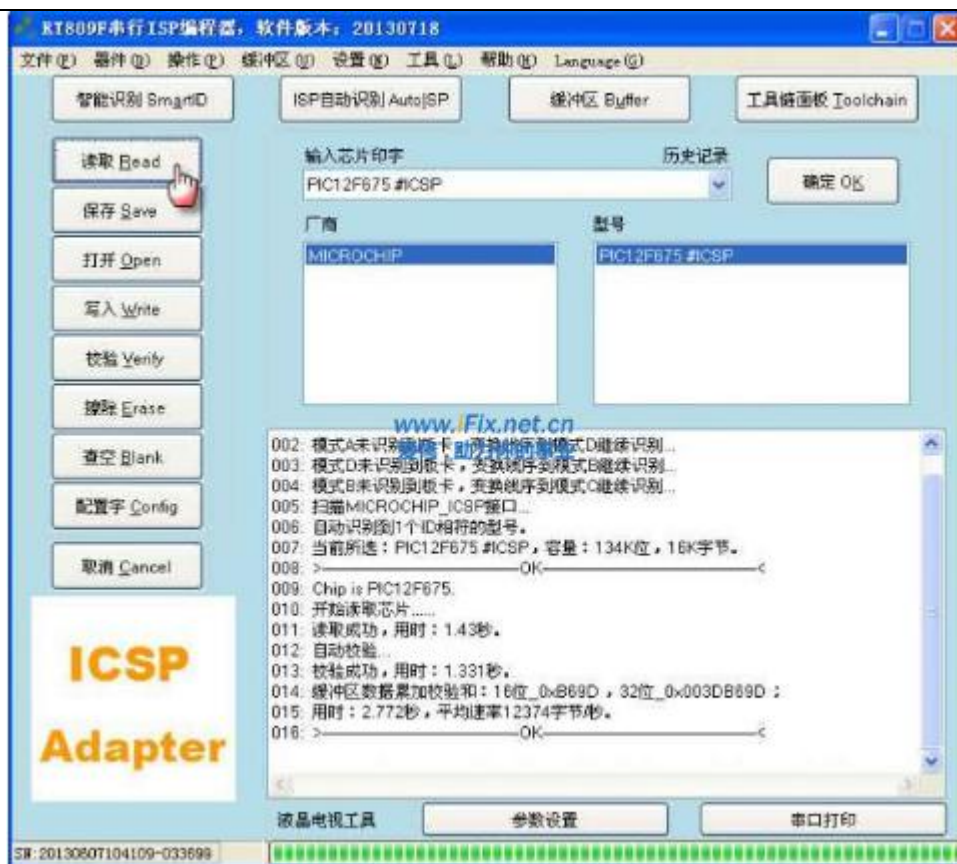 RT809F串行ISP编程器，软件版本：20130718
文件(F) 器件(D) 操作(P) 缓冲区(U) 设置(W) 工具(L) 帮助(H) Language(G)
智能识别 SmartID
ISP自动识别 AutoISP
缓冲区 Buffer
工具链面板 Toolchain
读取 Read
保存 Save
打开 Open
写入 Write
校验 Verify
擦除 Erase
查空 Blank
配置字 Config
取消 Cancel
ICSP
Adapter
输入芯片印字
历史记录
PIC12F675 #ICSP
确定 OK
厂商
型号
MICROCHIP
PIC12F675 #ICSP
www.iFix.net.cn
002: 模式A未识别到板卡，变换线序到模式D继续识别...
003: 模式D未识别到板卡，变换线序到模式B继续识别...
004: 模式B未识别到板卡，变换线序到模式C继续识别...
005: 扫描MICROCHIP_ICSP接口...
006: 自动识别到1个ID相符的型号。
007: 当前所选：PIC12F675 #ICSP，容量：134K位，16K字节。
008: >————————OK————————<
009: Chip is PIC12F675.
010: 开始读取芯片......
011: 读取成功，用时：1.43秒。
012: 自动校验...
013: 校验成功，用时：1.331秒。
014: 缓冲区数据累加校验和：16位_0xB69D，32位_0x003DB69D；
015: 用时：2.772秒，平均速率12374字节/秒。
016: >————————OK————————<
液晶电视工具
参数设置
串口打印
SN:20130607104109-033699